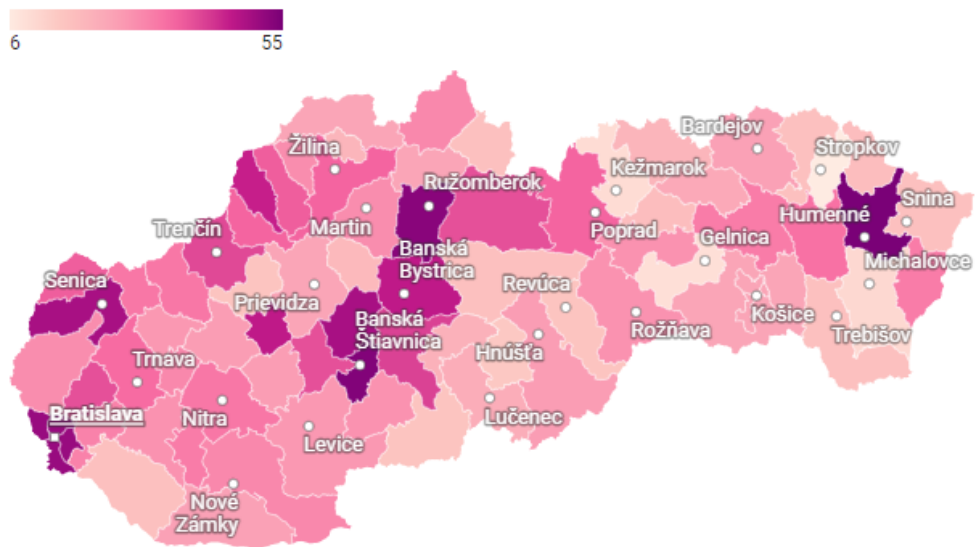 6
55
Bardejov
Žilina
Stropkov
Kežmarok
Ružomberok
Snina
Humenné
Trenčín
Martin
Poprad
Gelnica
Banská
Bystrica
Michalovce
Senica
Revúca
Prievidza
Banská
Štiavnica
Košice
Rožňava
Trebišov
Hnúšťa
Trnava
Bratislava
Nitra
Lučenec
Levice
Nové
Zámky